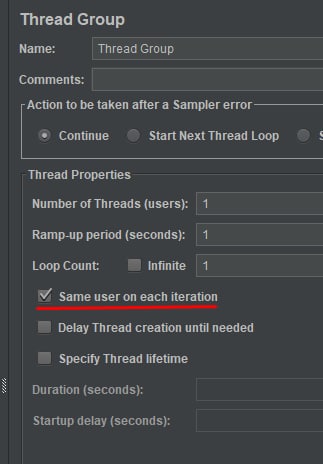 Thread Group
Name: Thread Group
Comments:
Action to be taken after a Sampler error
Continue Start Next Thread Loop
Thread Properties
Number of Threads (users): 1
Ramp-up period (seconds): 1
Loop Count: Infinite 1
Same user on each iteration
Delay Thread creation until needed
Specify Thread lifetime
Duration (seconds):
Startup delay (seconds):